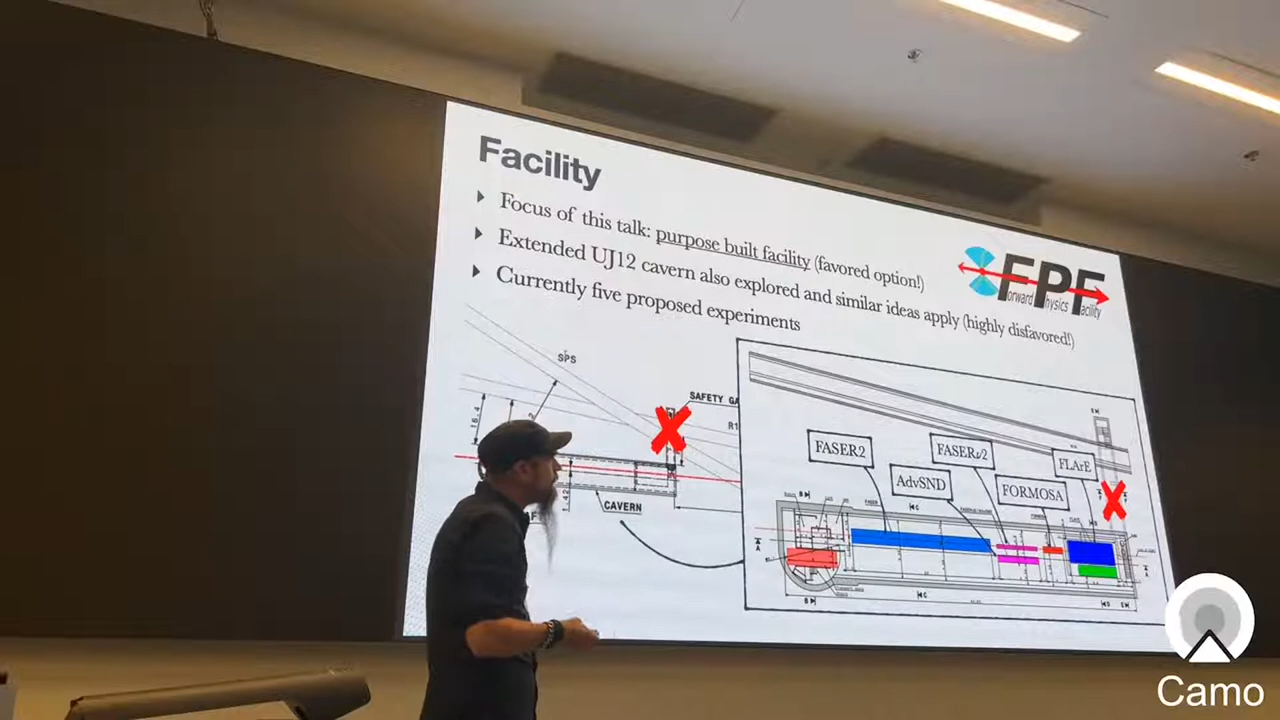 Facility
Focus of this talk: purpose built facility (favored option!)
Extended UJ12 cavern also explored and similar ideas apply (highly disfavored!)
Currently five proposed experiments
FPF
Forward Physics Facility
SPS
SAFETY GA
R1
CAVERN
FASER2
AdvSND
FASERν2
FORMOSA
FLArE
Camo